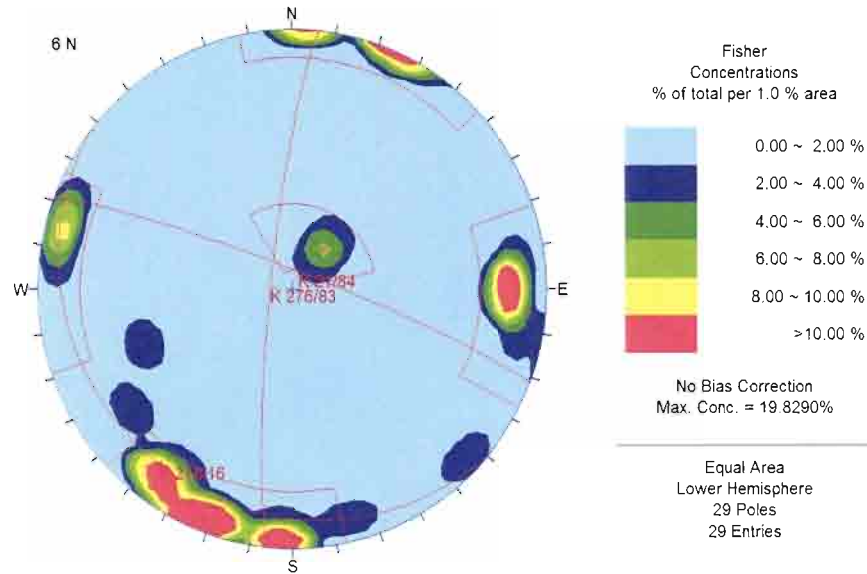 N
6 N
W
E
S
K 276/83
Fisher
Concentrations
% of total per 1.0 % area
0.00 ~ 2.00 %
2.00 ~ 4.00 %
4.00 ~ 6.00 %
6.00 ~ 8.00 %
8.00 ~ 10.00 %
>10.00 %
No Bias Correction
Max. Conc. = 19.8290%
Equal Area
Lower Hemisphere
29 Poles
29 Entries